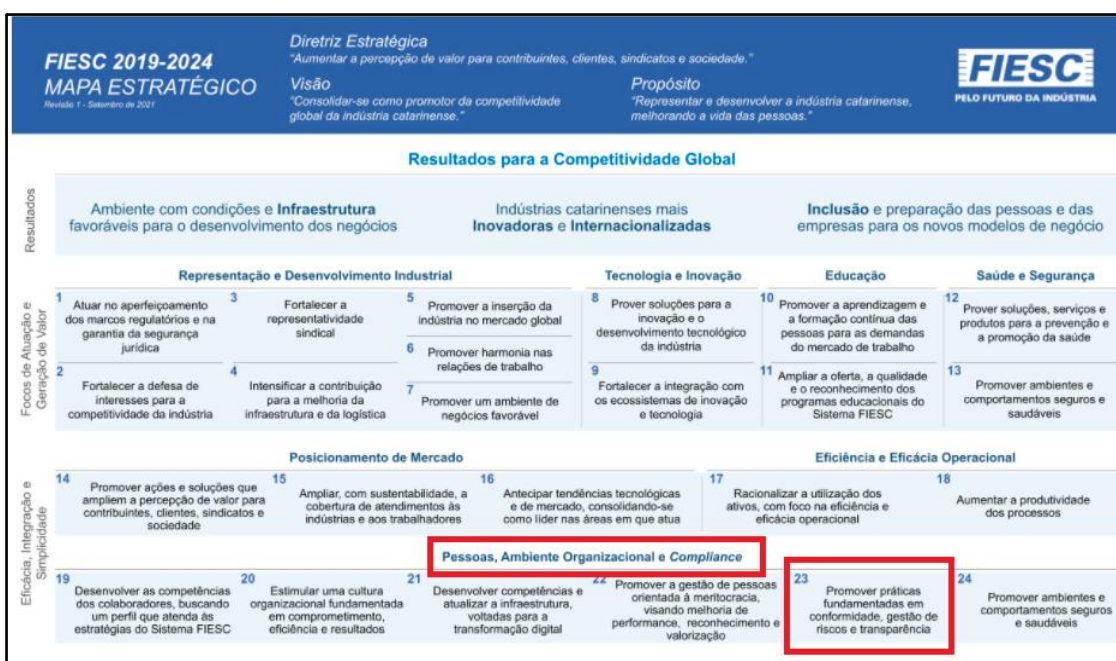 FIESC 2019-2024
MAPA ESTRATÉGICO
Revisão 1 - Setembro de 2021
Diretriz Estratégica
"Aumentar a percepção de valor para contribuintes, clientes, sindicatos e sociedade."
Visão
"Consolidar-se como promotor da competitividade
global da indústria catarinense."
Propósito
"Representar e desenvolver a indústria catarinense,
melhorando a vida das pessoas."
FIESC
PELO FUTURO DA INDÚSTRIA
Resultados para a Competitividade Global
Resultados
Ambiente com condições e Infraestrutura
favoráveis para o desenvolvimento dos negócios
Indústrias catarinenses mais
Inovadoras e Internacionalizadas
Inclusão e preparação das pessoas e das
empresas para os novos modelos de negócio
Focos de Atuação e
Geração de Valor
Representação e Desenvolvimento Industrial
1
Atuar no aperfeiçoamento
dos marcos regulatórios e na
garantia da segurança
jurídica
2
Fortalecer a defesa de
interesses para a
competitividade da indústria
3
Fortalecer a
representatividade
sindical
4
Intensificar a contribuição
para a melhoria da
infraestrutura e da logística
5
Promover a inserção da
indústria no mercado global
6
Promover harmonia nas
relações de trabalho
7
Promover um ambiente de
negócios favorável
Tecnologia e Inovação
8
Prover soluções para a
inovação e o
desenvolvimento tecnológico
da indústria
9
Fortalecer a integração com
os ecossistemas de inovação
e tecnologia
Educação
10
Promover a aprendizagem e
a formação contínua das
pessoas para as demandas
do mercado de trabalho
11
Ampliar a oferta, a qualidade
e o reconhecimento dos
programas educacionais do
Sistema FIESC
Saúde e Segurança
12
Prover soluções, serviços e
produtos para a prevenção e
a promoção da saúde
13
Promover ambientes e
comportamentos seguros e
saudáveis
Eficácia, Integração e
Simplicidade
Posicionamento de Mercado
14
Promover ações e soluções que
ampliem a percepção de valor para
contribuintes, clientes, sindicatos e
sociedade
15
Ampliar, com sustentabilidade, a
cobertura de atendimentos às
indústrias e aos trabalhadores
16
Antecipar tendências tecnológicas
e de mercado, consolidando-se
como líder nas áreas em que atua
Eficiência e Eficácia Operacional
17
Racionalizar a utilização dos
ativos, com foco na eficiência e
eficácia operacional
18
Aumentar a produtividade
dos processos
Pessoas, Ambiente Organizacional e Compliance
19
Desenvolver as competências
dos colaboradores, buscando
um perfil que atenda às
estratégias do Sistema FIESC
20
Estimular uma cultura
organizacional fundamentada
em comprometimento,
eficiência e resultados
21
Desenvolver competências e
atualizar a infraestrutura,
voltadas para a
transformação digital
22
Promover a gestão de pessoas
orientada à meritocracia,
visando melhoria de
performance, reconhecimento e
valorização
23
Promover práticas
fundamentadas em
conformidade, gestão de
riscos e transparência
24
Promover ambientes e
comportamentos seguros
e saudáveis